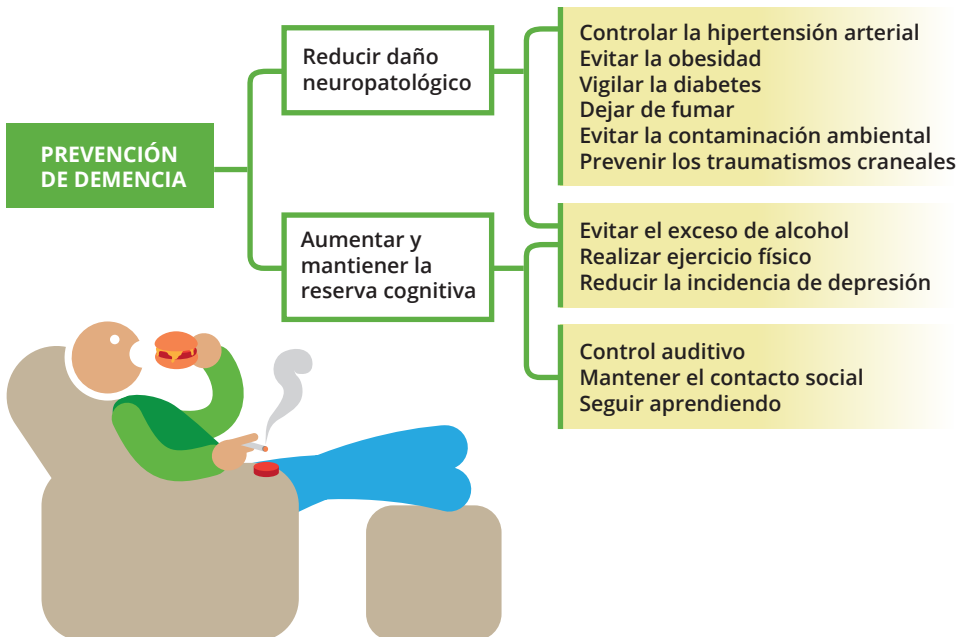 PREVENCIÓN
DE DEMENCIA
Reducir daño
neuropatológico
Controlar la hipertensión arterial
Evitar la obesidad
Vigilar la diabetes
Dejar de fumar
Evitar la contaminación ambiental
Prevenir los traumatismos craneales
Aumentar y
mantiener la
reserva cognitiva
Evitar el exceso de alcohol
Realizar ejercicio físico
Reducir la incidencia de depresión
Control auditivo
Mantener el contacto social
Seguir aprendiendo